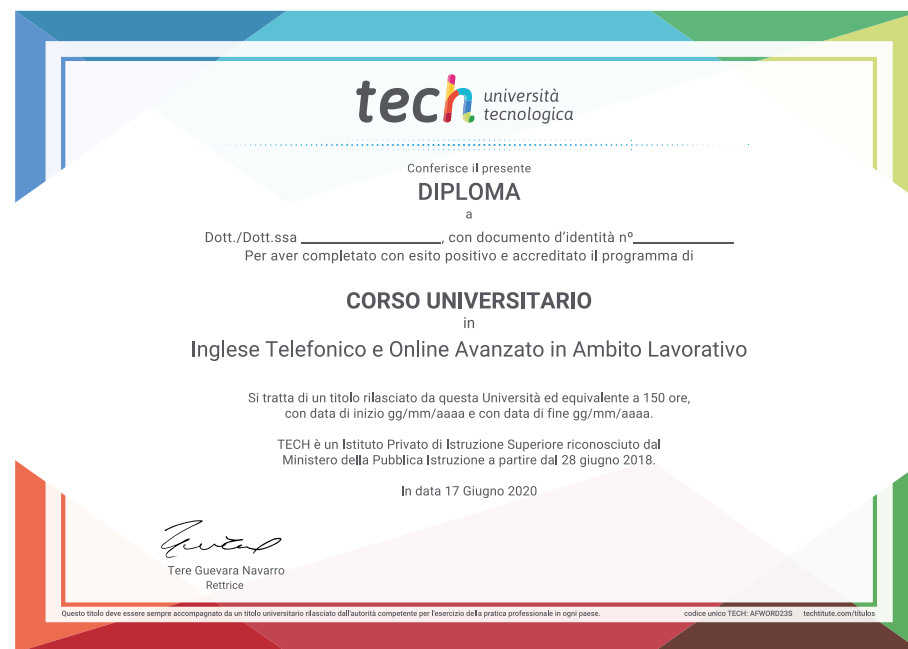 tech università
tecnologica
Conferisce il presente
DIPLOMA
a
Dott./Dott.ssa ____________________, con documento d'identità nº______________
Per aver completato con esito positivo e accreditato il programma di
CORSO UNIVERSITARIO
in
Inglese Telefonico e Online Avanzato in Ambito Lavorativo
Si tratta di un titolo rilasciato da questa Università ed equivalente a 150 ore,
con data di inizio gg/mm/aaaa e con data di fine gg/mm/aaaa.
TECH è un Istituto Privato di Istruzione Superiore riconosciuto dal
Ministero della Pubblica Istruzione a partire dal 28 giugno 2018.
In data 17 Giugno 2020
Tere Guevara Navarro
Rettrice
Questo titolo deve essere sempre accompagnato da un titolo universitario rilasciato dall'autorità competente per l'esercizio della pratica professionale in ogni paese. codice unico TECH: AFWORD23S techtitute.com/titulos